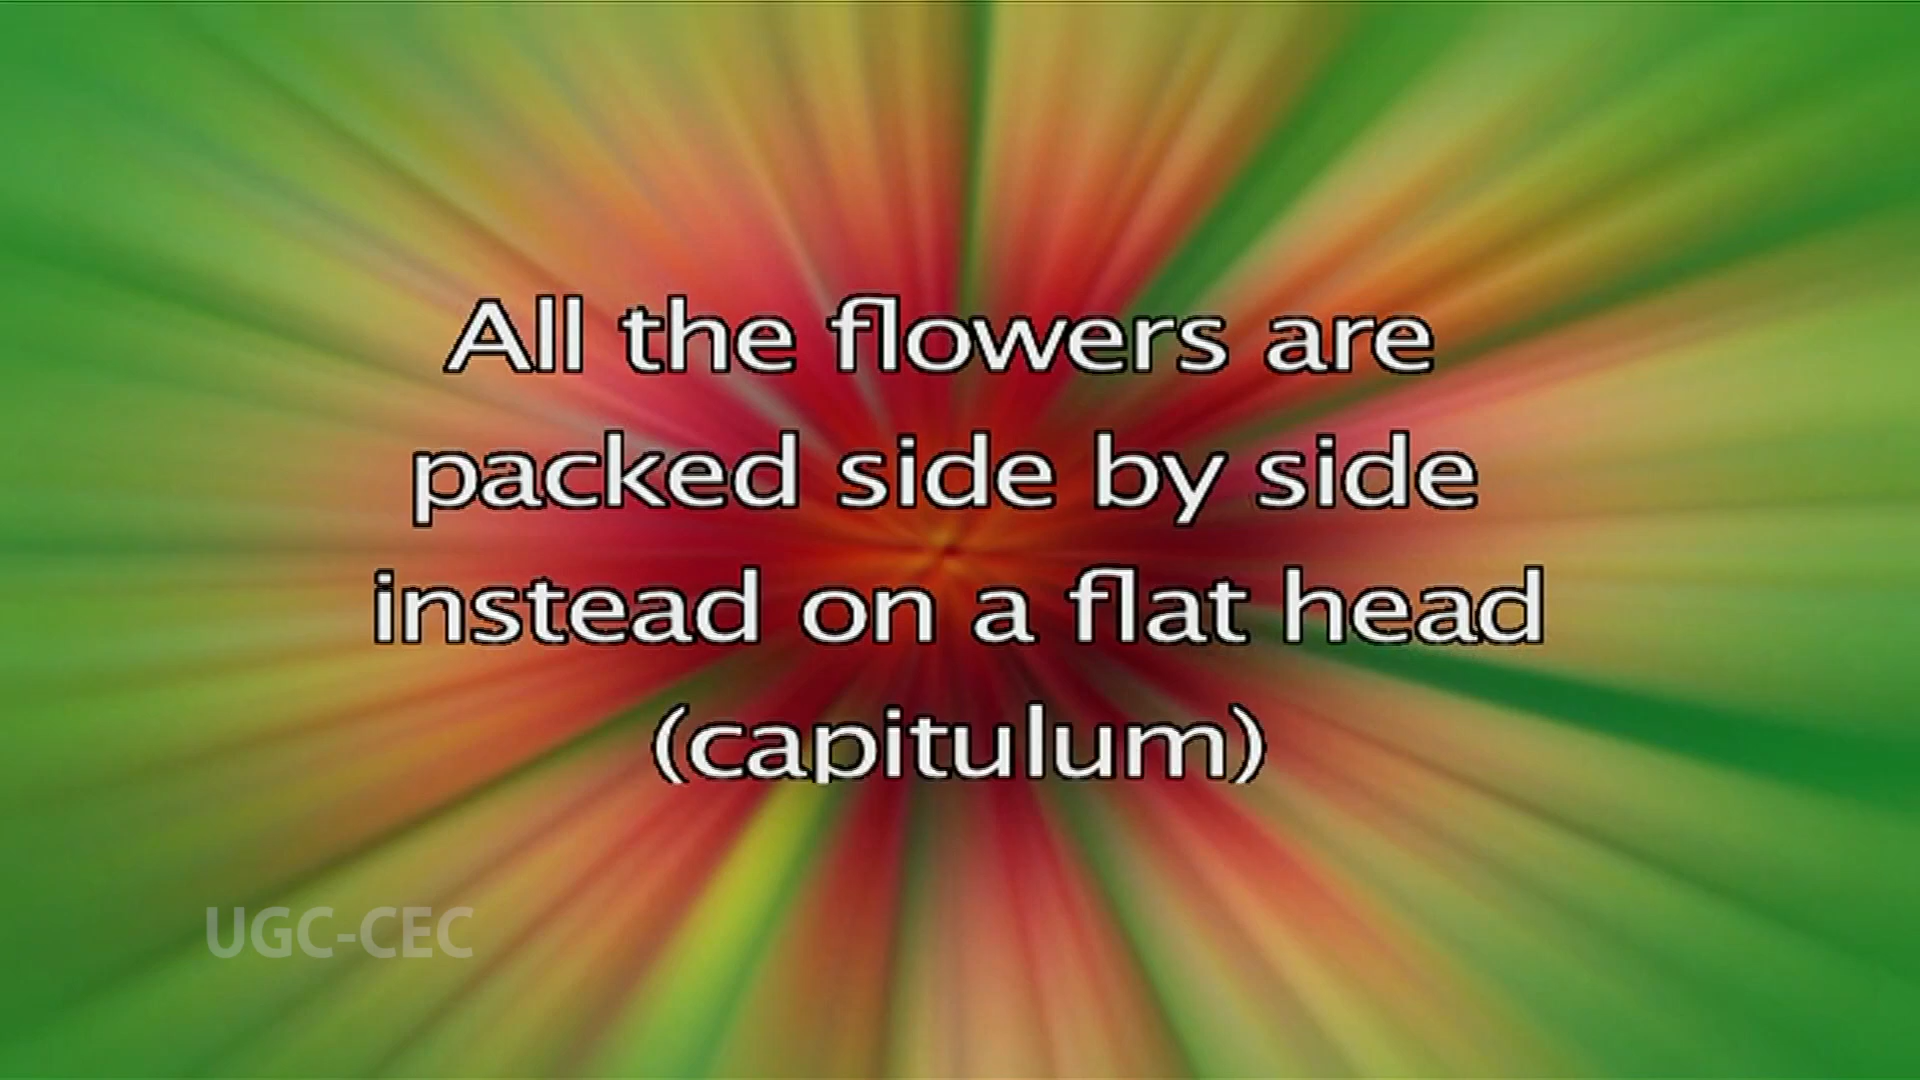 All the flowers are
packed side by side
instead on a flat head
(capitulum)
UGC-CEC